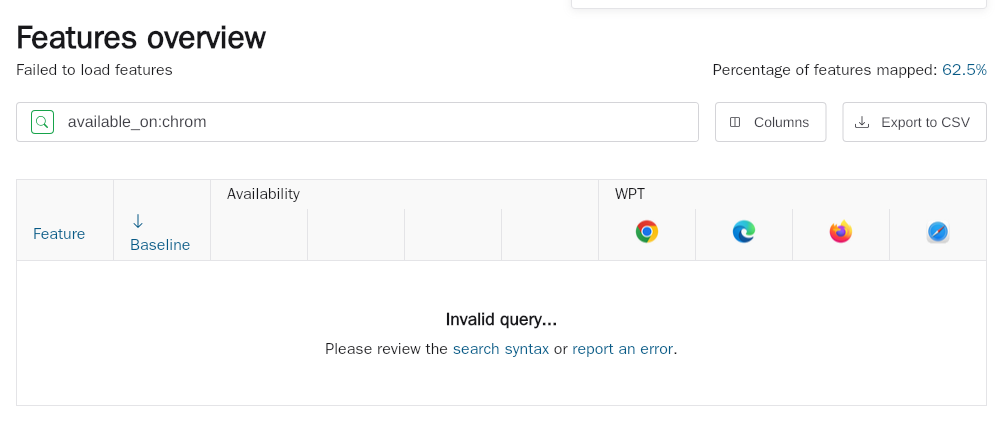 Features overview
Failed to load features
Percentage of features mapped: 62.5%
available_on:chrom
Columns
Export to CSV
Availability
WPT
Feature
Baseline
Invalid query...
Please review the search syntax or report an error.